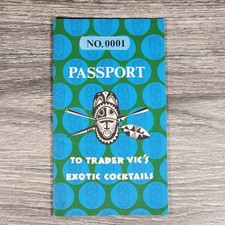 NO. 0001
PASSPORT
TO TRADER VIC'S
EXOTIC COCKTAILS